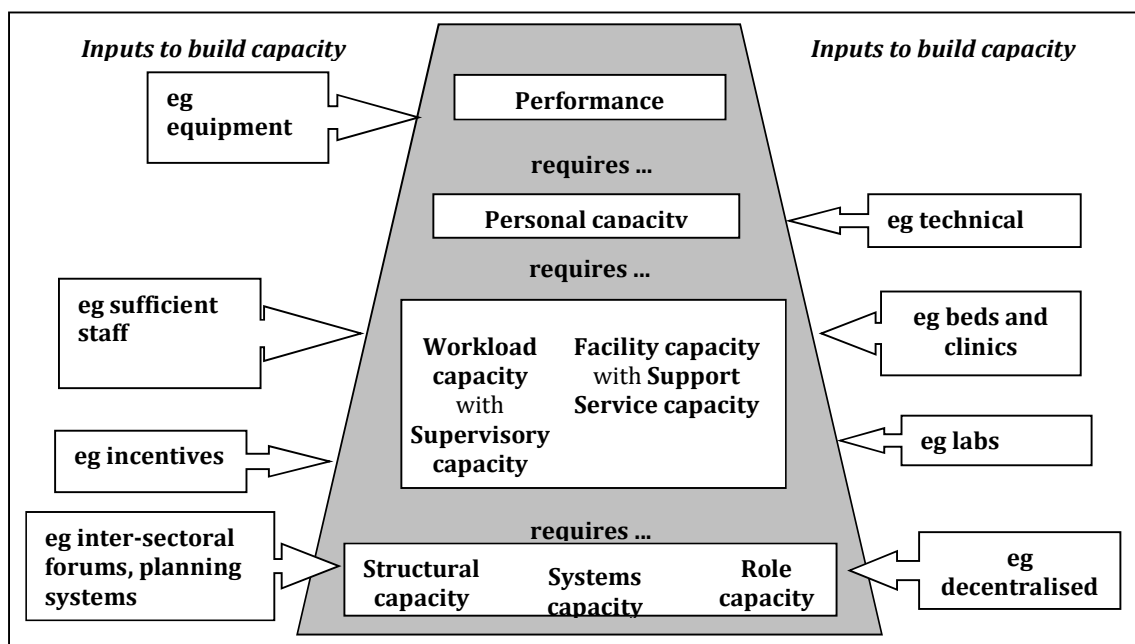 Inputs to build capacity
Inputs to build capacity
eg
equipment
Performance
requires ...
Personal capacity
eg technical
requires ...
eg sufficient
staff
Workload
capacity
with
Supervisory
capacity
Facility capacity
with Support
Service capacity
eg beds and
clinics
eg incentives
eg labs
requires ...
eg inter-sectoral
forums, planning
systems
Structural
capacity
Systems
capacity
Role
capacity
eg
decentralised